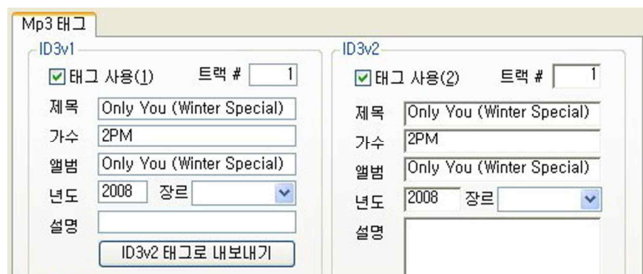 Mp3 태그
ID3v1
태그 사용(1) 트랙 # 1
제목 Only You (Winter Special)
가수 2PM
앨범 Only You (Winter Special)
년도 2008 장르
설명
ID3v2 태그로 내보내기
ID3v2
태그 사용(2) 트랙 # 1
제목 Only You (Winter Special)
가수 2PM
앨범 Only You (Winter Special)
년도 2008 장르
설명